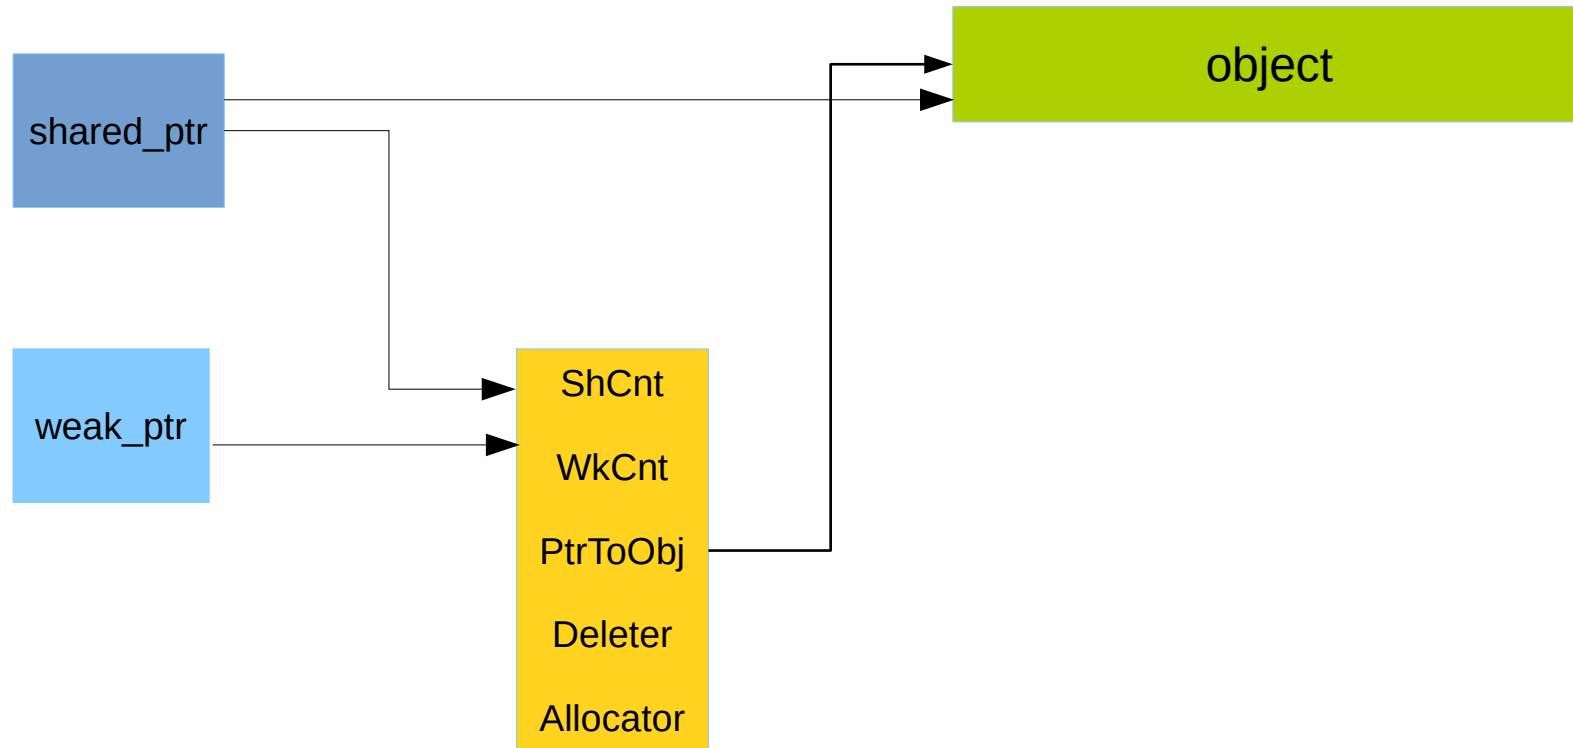 object
shared_ptr
weak_ptr
ShCnt
WkCnt
PtrToObj
Deleter
Allocator